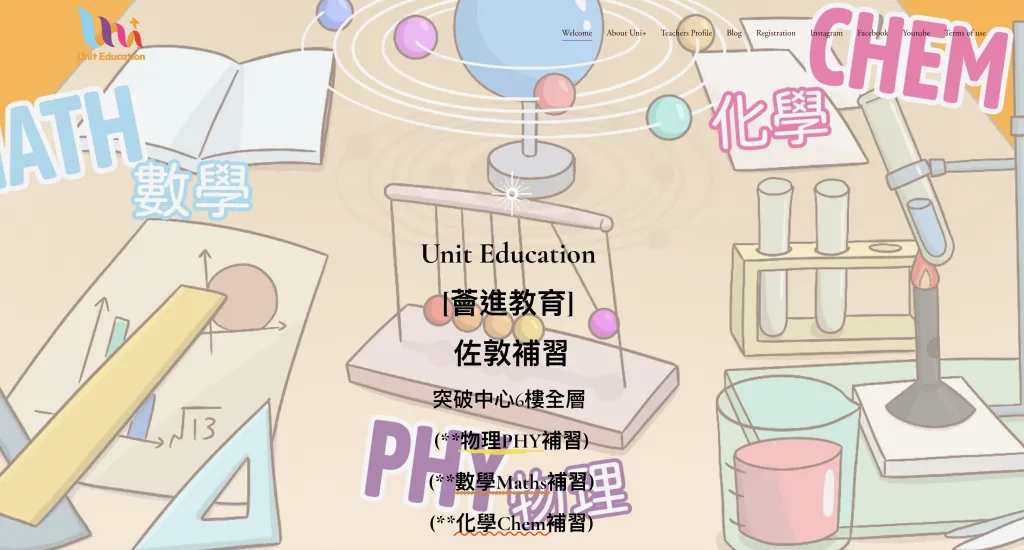 Uni+
Unit Education
Welcome
About Uni+
Teachers Profile
Blog
Registration
Instagram
Facebook
Youtube
Terms of use
CHEM
化學
MATH
數學
Unit Education
[薈進教育]
佐敦補習
突破中心6樓全層
(**物理PHY補習)
(**數學Maths補習)
(**化學Chem補習)
PHY
物理
√13